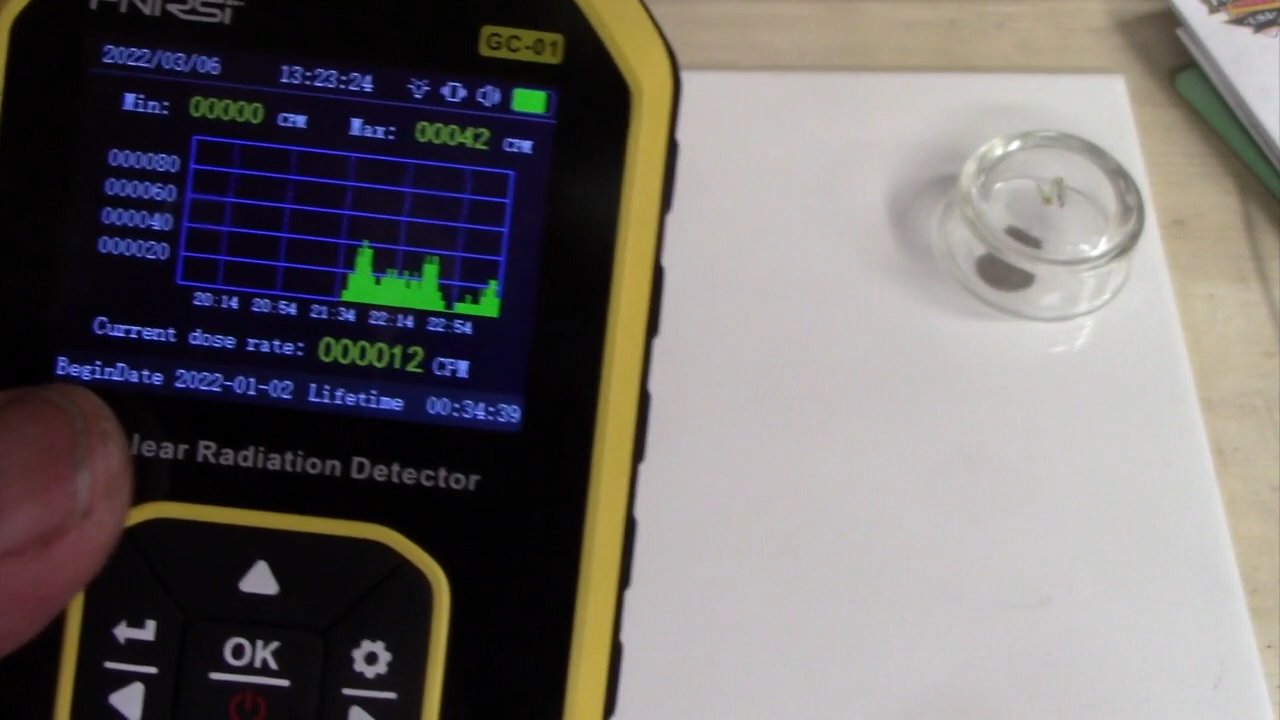 FNIRSI
GC-01
2022/03/06 13:23:24
Min: 00000 CPM Max: 00042 CPM
000080
000060
000040
000020
20:14 20:54 21:34 22:14 22:54
Current dose rate: 000012 CPM
BeginDate 2022-01-02 Lifetime 00:34:39
lear Radiation Detector
OK